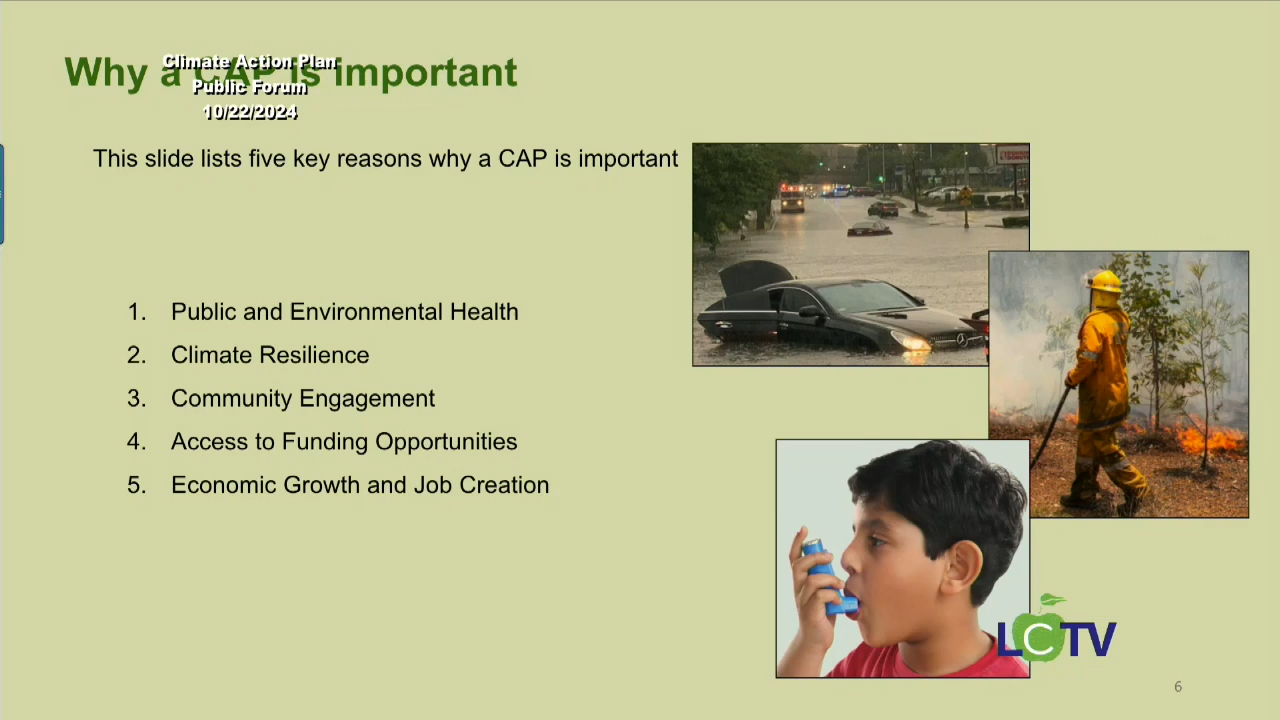 Why a CAP is important
Climate Action Plan
Public Forum
10/22/2024
This slide lists five key reasons why a CAP is important
1. Public and Environmental Health
2. Climate Resilience
3. Community Engagement
4. Access to Funding Opportunities
5. Economic Growth and Job Creation
LCTV
6